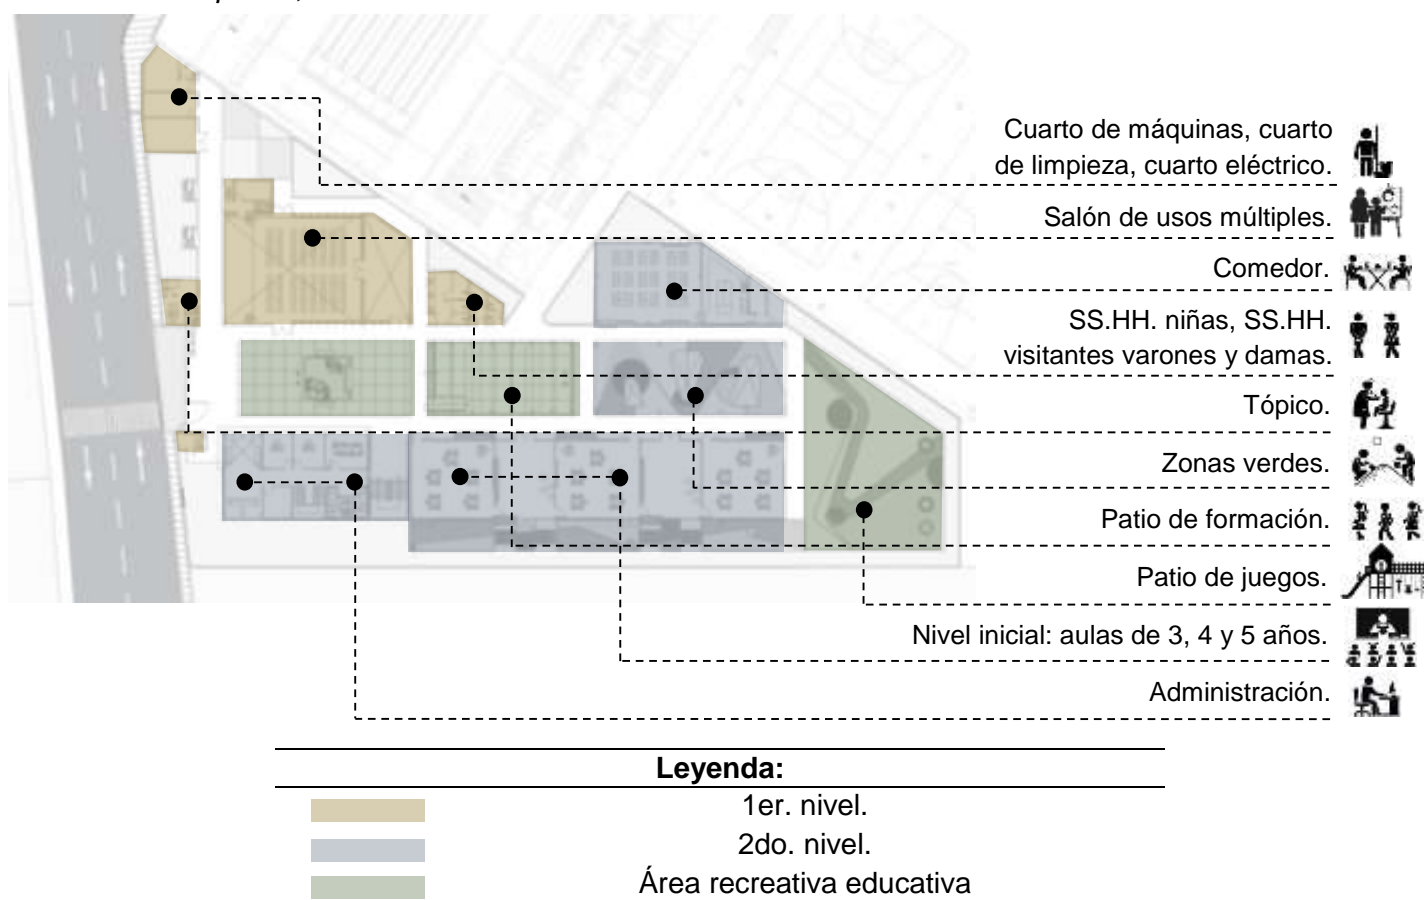 Cuarto de máquinas, cuarto
de limpieza, cuarto eléctrico.
Salón de usos múltiples.
Comedor.
SS.HH. niñas, SS.HH.
visitantes varones y damas.
Tópico.
Zonas verdes.
Patio de formación.
Patio de juegos.
Nivel inicial: aulas de 3, 4 y 5 años.
Administración.
Leyenda:
1er. nivel.
2do. nivel.
Área recreativa educativa